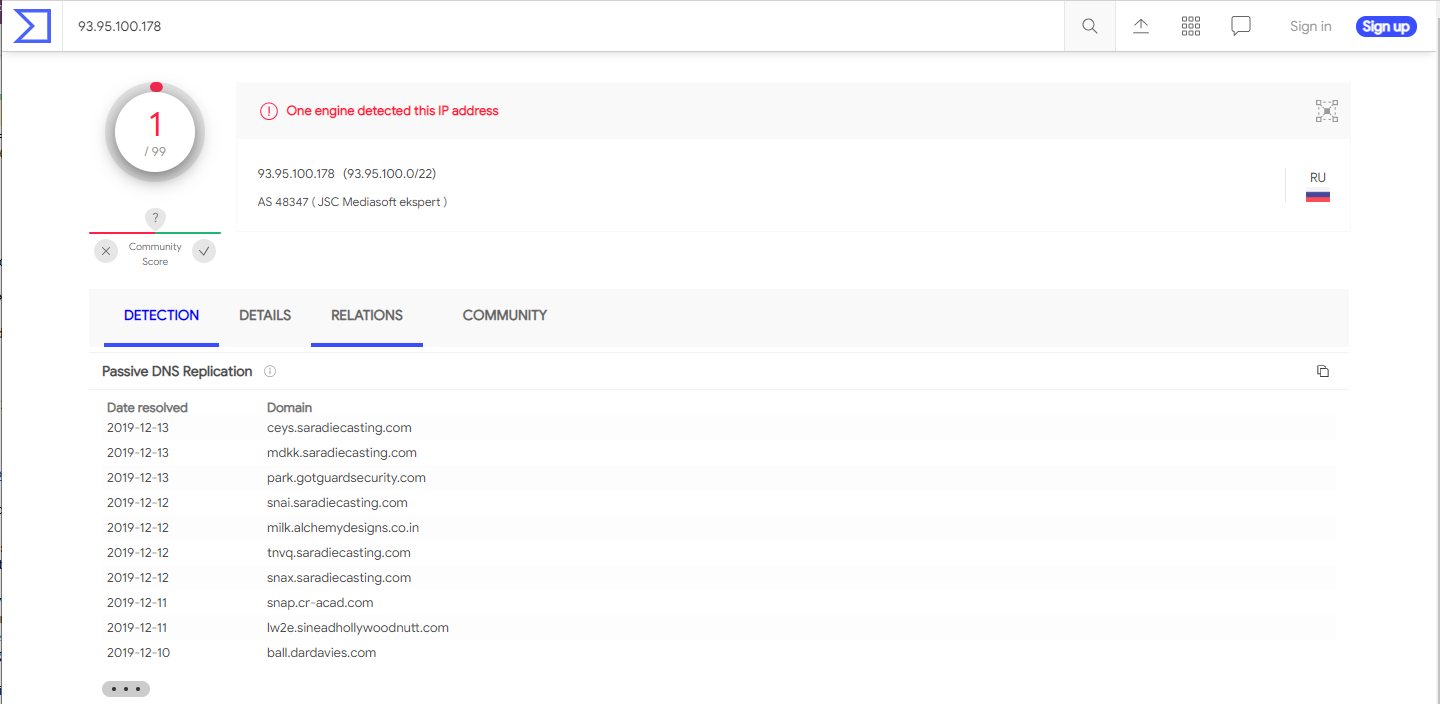 93.95.100.178
Sign in
Sign up
1
/ 99
One engine detected this IP address
93.95.100.178 (93.95.100.0/22)
AS 48347 ( JSC Mediasoft ekspert )
RU
?
Community
Score
DETECTION DETAILS RELATIONS COMMUNITY
Passive DNS Replication
Date resolved Domain
2019-12-13 ceys.saradiecasting.com
2019-12-13 mdkk.saradiecasting.com
2019-12-13 park.gotguardsecurity.com
2019-12-12 snai.saradiecasting.com
2019-12-12 milk.alchemydesigns.co.in
2019-12-12 tnvq.saradiecasting.com
2019-12-12 snax.saradiecasting.com
2019-12-11 snap.cr-acad.com
2019-12-11 lw2e.sineadhollywoodnutt.com
2019-12-10 ball.dardavies.com